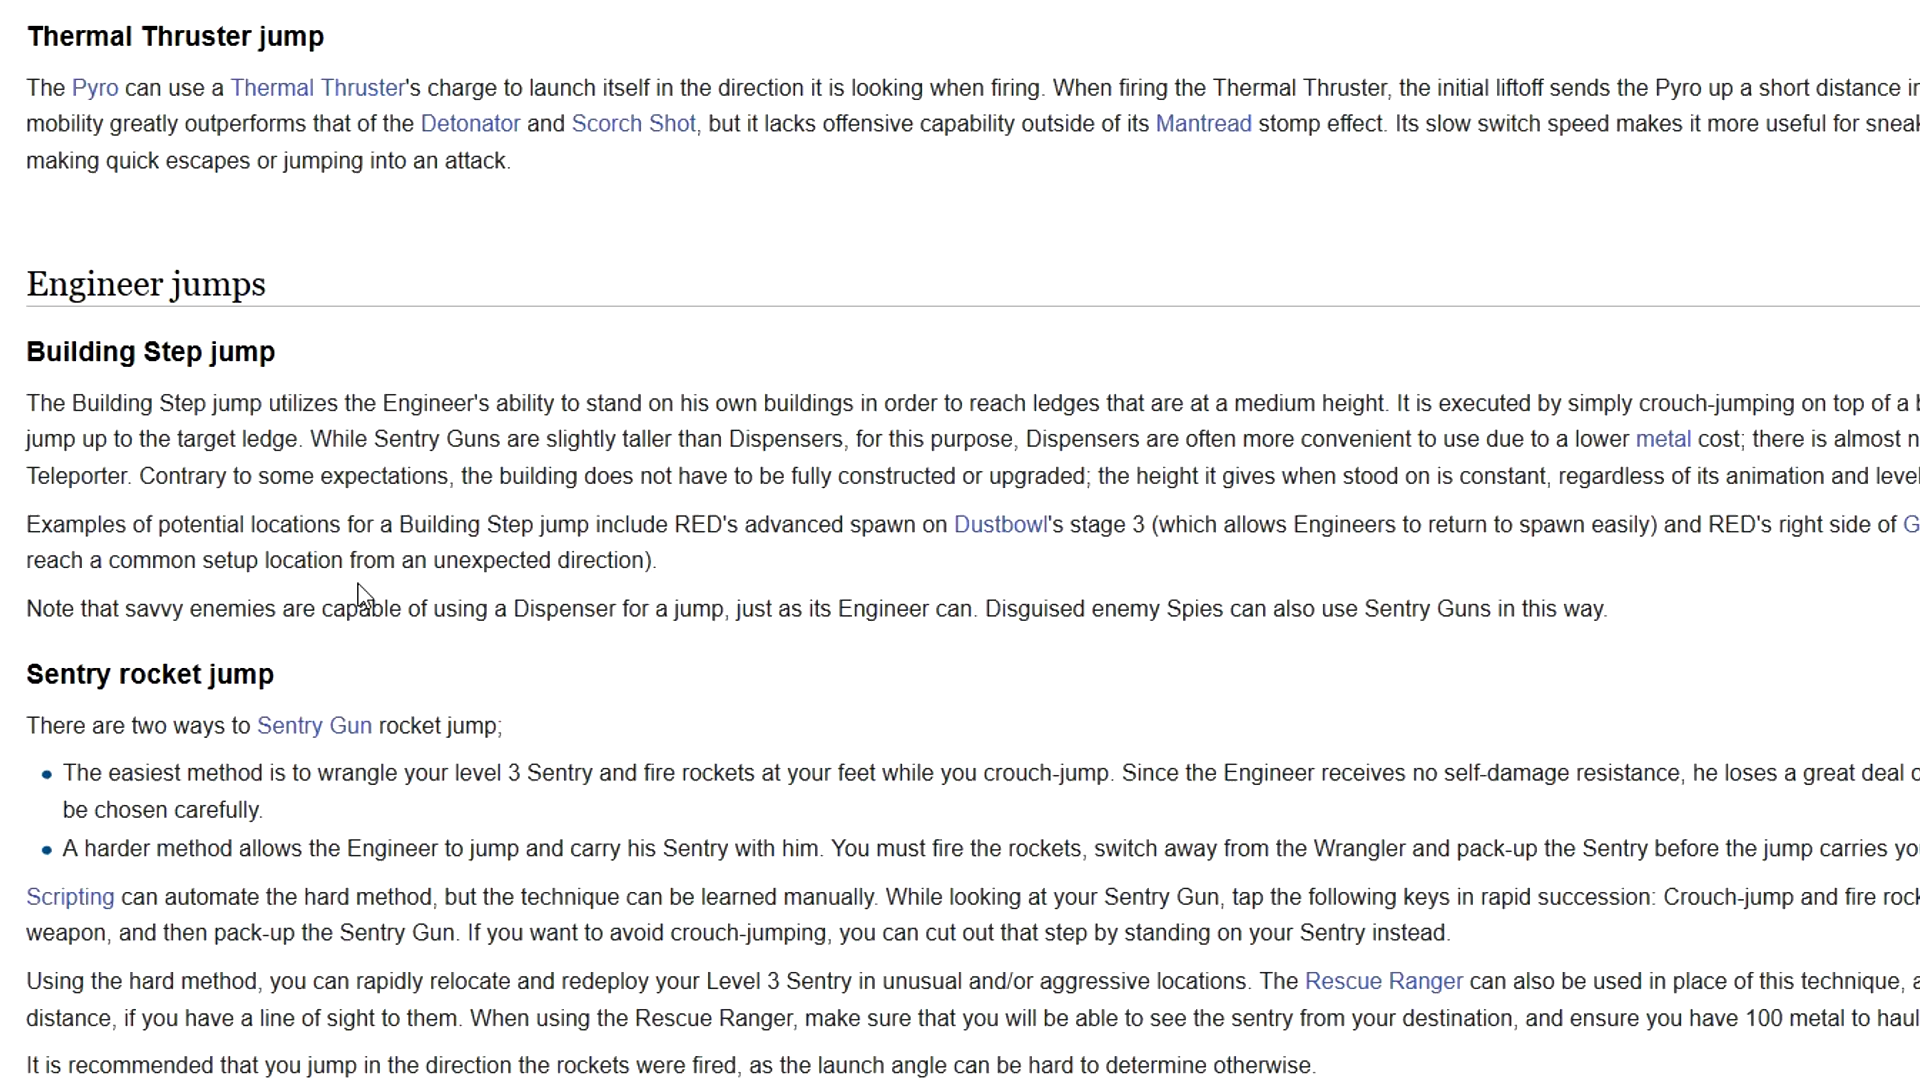 Thermal Thruster jump
The Pyro can use a Thermal Thruster's charge to launch itself in the direction it is looking when firing. When firing the Thermal Thruster, the initial liftoff sends the Pyro up a short distance
mobility greatly outperforms that of the Detonator and Scorch Shot, but it lacks offensive capability outside of its Mantread stomp effect. Its slow switch speed makes it more useful for
making quick escapes or jumping into an attack.
Engineer jumps
Building Step jump
The Building Step jump utilizes the Engineer's ability to stand on his own buildings in order to reach ledges that are at a medium height. It is executed by simply crouch-jumping on top of a
jump up to the target ledge. While Sentry Guns are slightly taller than Dispensers, for this purpose, Dispensers are often more convenient to use due to a lower metal cost; there is almost
Teleporter. Contrary to some expectations, the building does not have to be fully constructed or upgraded; the height it gives when stood on is constant, regardless of its animation and level
Examples of potential locations for a Building Step jump include RED's advanced spawn on Dustbowl's stage 3 (which allows Engineers to return to spawn easily) and RED's right side of
reach a common setup location from an unexpected direction).
Note that savvy enemies are capable of using a Dispenser for a jump, just as its Engineer can. Disguised enemy Spies can also use Sentry Guns in this way.
Sentry rocket jump
There are two ways to Sentry Gun rocket jump;
• The easiest method is to wrangle your level 3 Sentry and fire rockets at your feet while you crouch-jump. Since the Engineer receives no self-damage resistance, he loses a great deal
be chosen carefully.
• A harder method allows the Engineer to jump and carry his Sentry with him. You must fire the rockets, switch away from the Wrangler and pack-up the Sentry before the jump carries
Scripting can automate the hard method, but the technique can be learned manually. While looking at your Sentry Gun, tap the following keys in rapid succession: Crouch-jump and fire
weapon, and then pack-up the Sentry Gun. If you want to avoid crouch-jumping, you can cut out that step by standing on your Sentry instead.
Using the hard method, you can rapidly relocate and redeploy your Level 3 Sentry in unusual and/or aggressive locations. The Rescue Ranger can also be used in place of this technique,
distance, if you have a line of sight to them. When using the Rescue Ranger, make sure that you will be able to see the sentry from your destination, and ensure you have 100 metal to haul
It is recommended that you jump in the direction the rockets were fired, as the launch angle can be hard to determine otherwise.